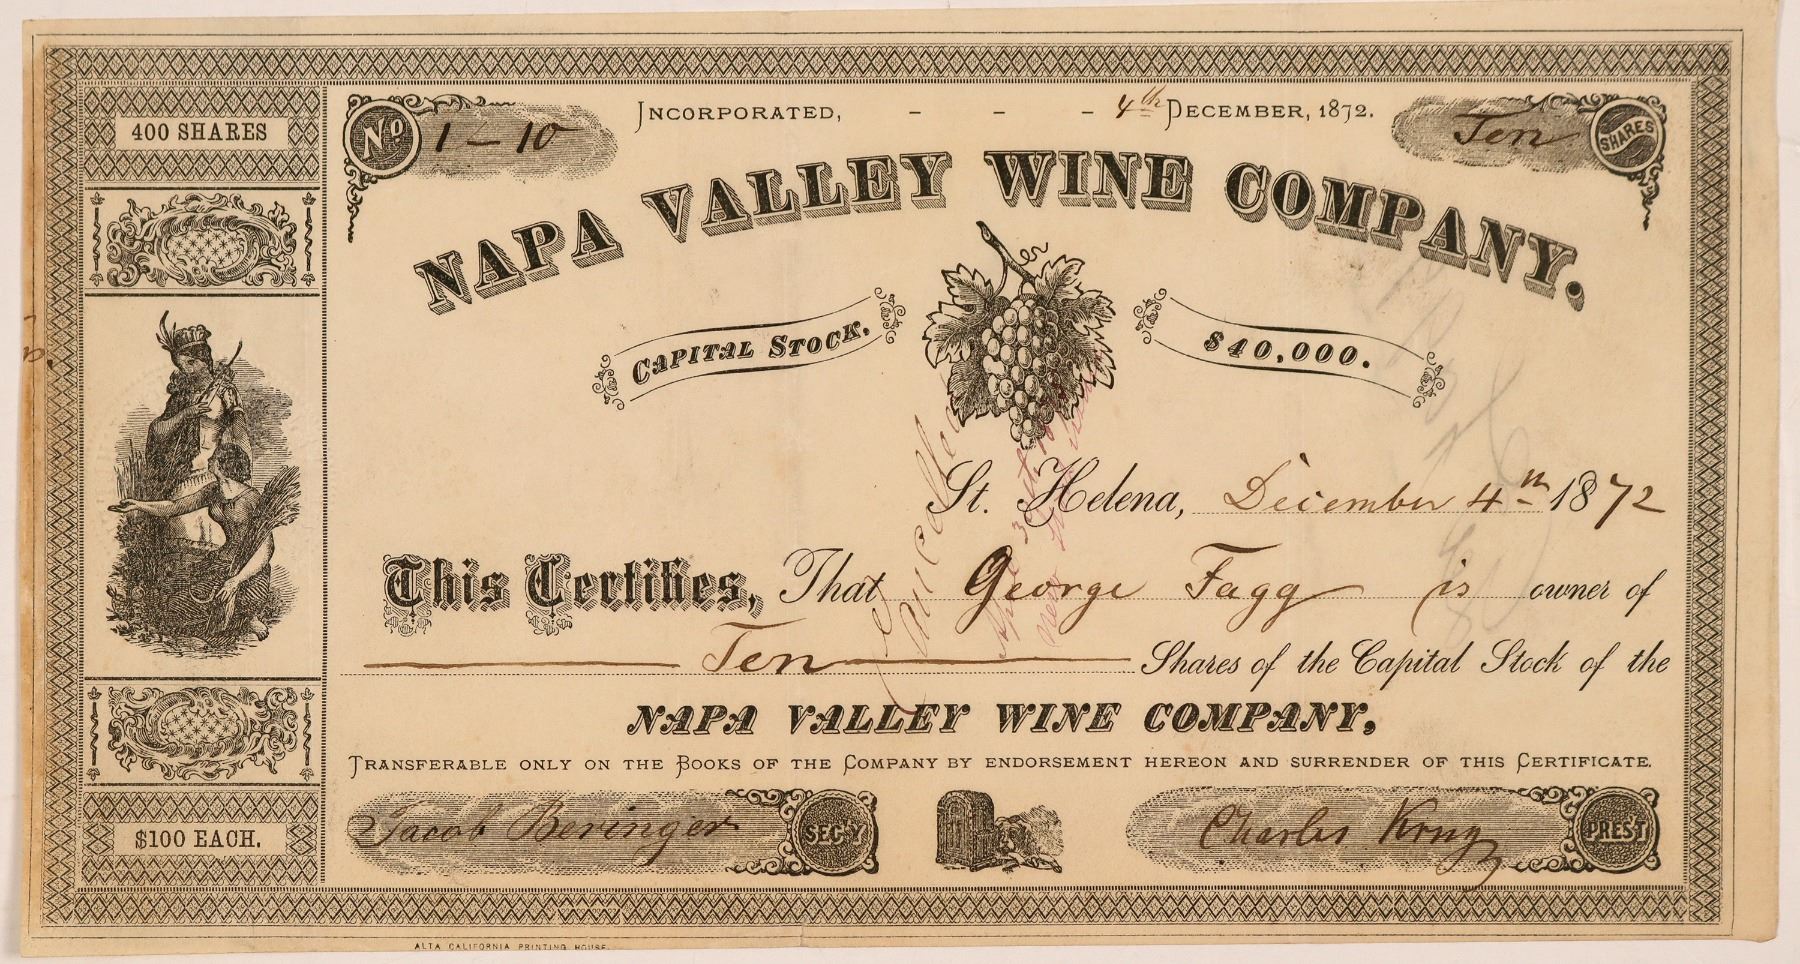 400 SHARES
No 1 – 10
INCORPORATED, - - - 4th DECEMBER, 1872.
Ten SHARES
NAPA VALLEY WINE COMPANY.
CAPITAL STOCK. $40,000.
St. Helena, December 4th 1872
This Certifies, That George Fagg is owner of
Ten Shares of the Capital Stock of the
NAPA VALLEY WINE COMPANY,
TRANSFERABLE ONLY ON THE BOOKS OF THE COMPANY BY ENDORSEMENT HEREON AND SURRENDER OF THIS CERTIFICATE.
$100 EACH.
Jacob Beringer SEC'Y
Charles Krug PREST
Cancelled
ALTA CALIFORNIA PRINTING HOUSE.